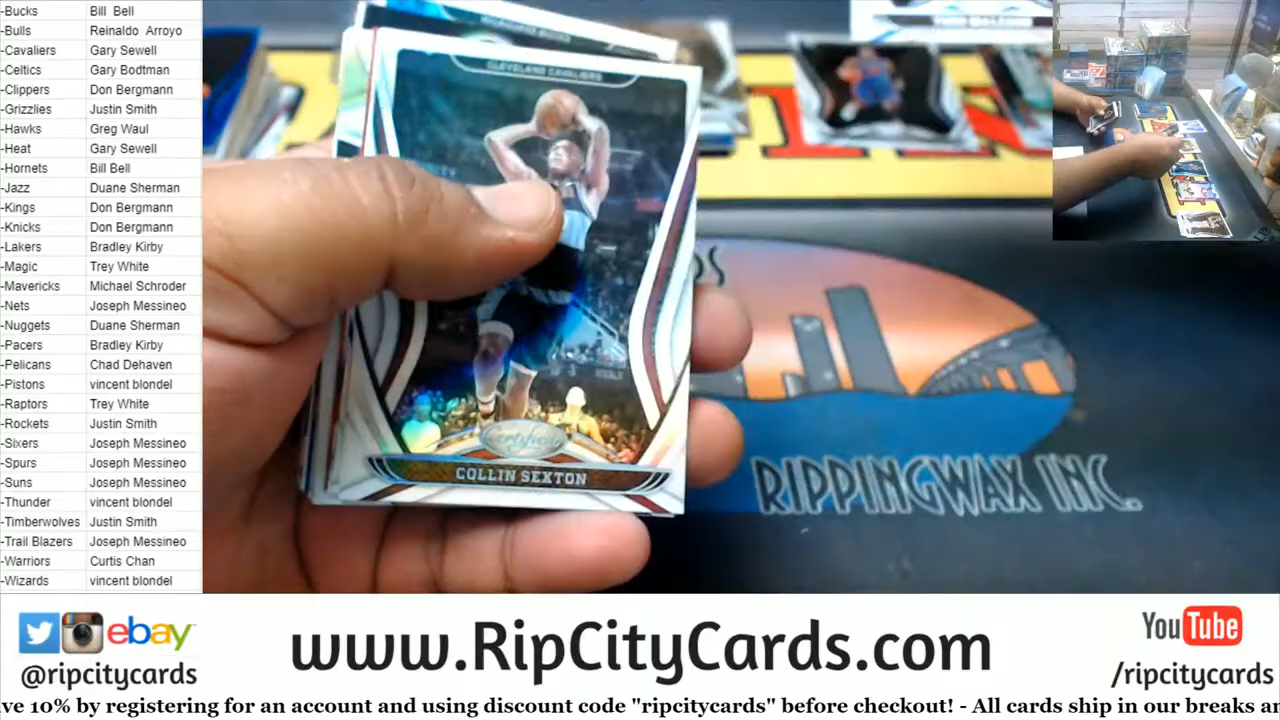 -Bucks Bill Bell
-Bulls Reinaldo Arroyo
-Cavaliers Gary Sewell
-Celtics Gary Bodtman
-Clippers Don Bergmann
-Grizzlies Justin Smith
-Hawks Greg Waul
-Heat Gary Sewell
-Hornets Bill Bell
-Jazz Duane Sherman
-Kings Don Bergmann
-Knicks Don Bergmann
-Lakers Bradley Kirby
-Magic Trey White
-Mavericks Michael Schroder
-Nets Joseph Messineo
-Nuggets Duane Sherman
-Pacers Bradley Kirby
-Pelicans Chad Dehaven
-Pistons vincent blondel
-Raptors Trey White
-Rockets Justin Smith
-Sixers Joseph Messineo
-Spurs Joseph Messineo
-Suns Joseph Messineo
-Thunder vincent blondel
-Timberwolves Justin Smith
-Trail Blazers Joseph Messineo
-Warriors Curtis Chan
-Wizards vincent blondel
CLEVELAND CAVALIERS
certified
COLLIN SEXTON
RIPPINGWAX INC.
ebay
@ripcitycards
www.RipCityCards.com
YouTube
/ripcitycards
ve 10% by registering for an account and using discount code "ripcitycards" before checkout! - All cards ship in our breaks an